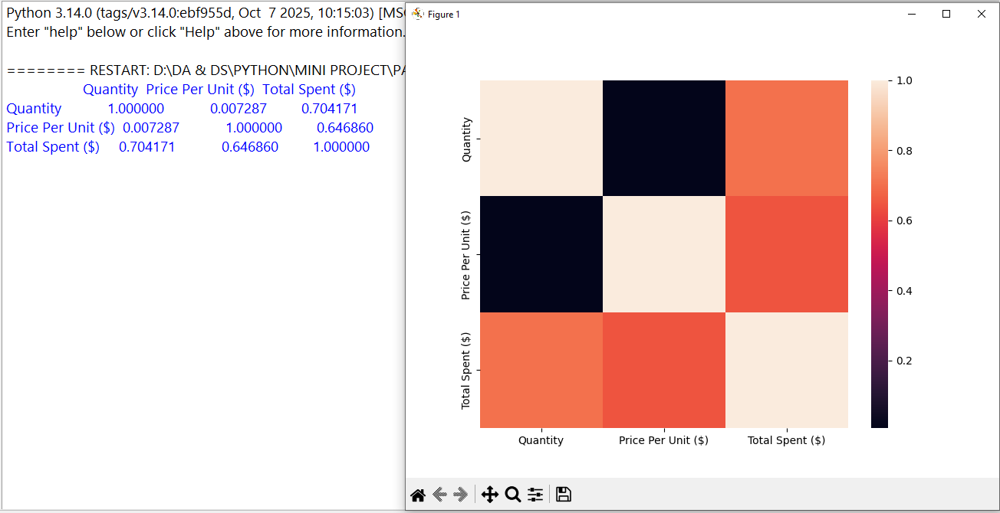 Python 3.14.0 (tags/v3.14.0:ebf955d, Oct  7 2025, 10:15:03)
Enter "help" below or click "Help" above for more information.
======== RESTART: D:\DA & DS\PYTHON\MINI PROJECT\
Quantity  Price Per Unit ($)  Total Spent ($)
Quantity 1.000000 0.007287 0.704171
Price Per Unit ($) 0.007287 1.000000 0.646860
Total Spent ($) 0.704171 0.646860 1.000000
Figure 1
Quantity
Price Per Unit ($)
Total Spent ($)
Quantity Price Per Unit ($) Total Spent ($)
1.0
0.8
0.6
0.4
0.2